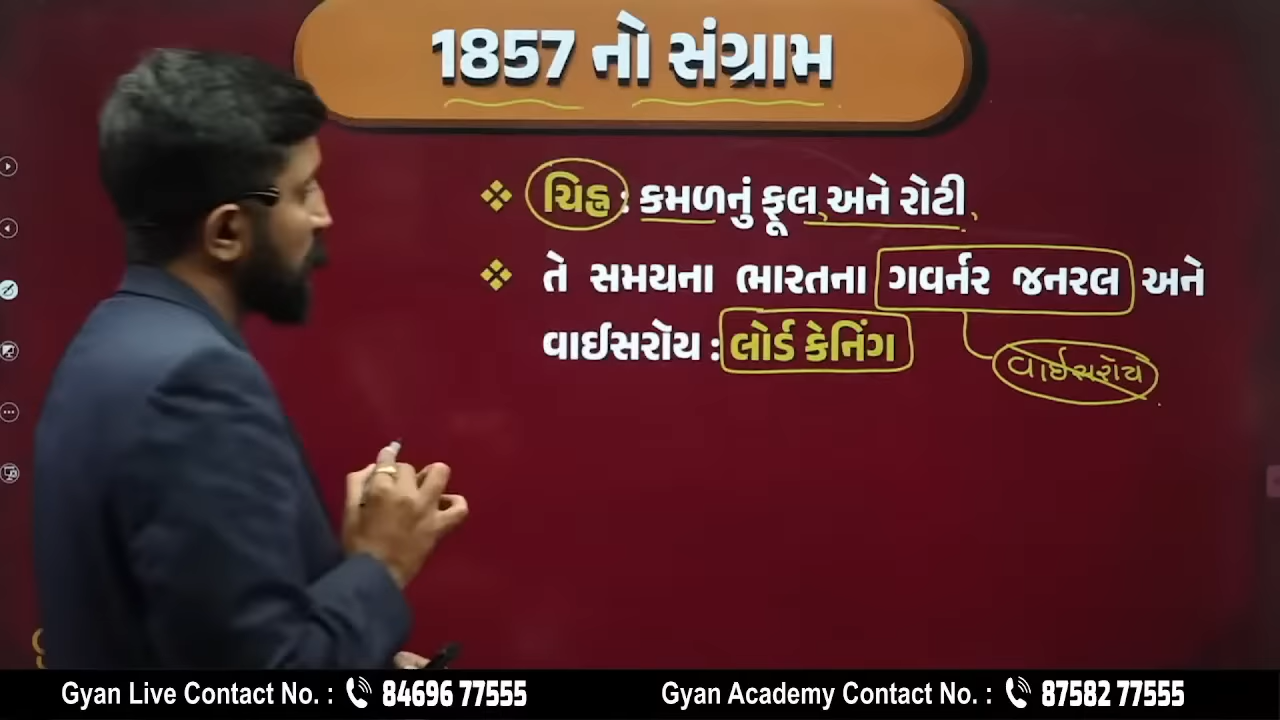 1857 નો સંગ્રામ
ચિહ્ન : કમળનું ફૂલ અને રોટી
તે સમયના ભારતના ગવર્નર જનરલ અને
વાઈસરૉય : લોર્ડ કેનિંગ
વાઈસરૉય
Gyan Live Contact No. : 84696 77555
Gyan Academy Contact No. : 87582 77555